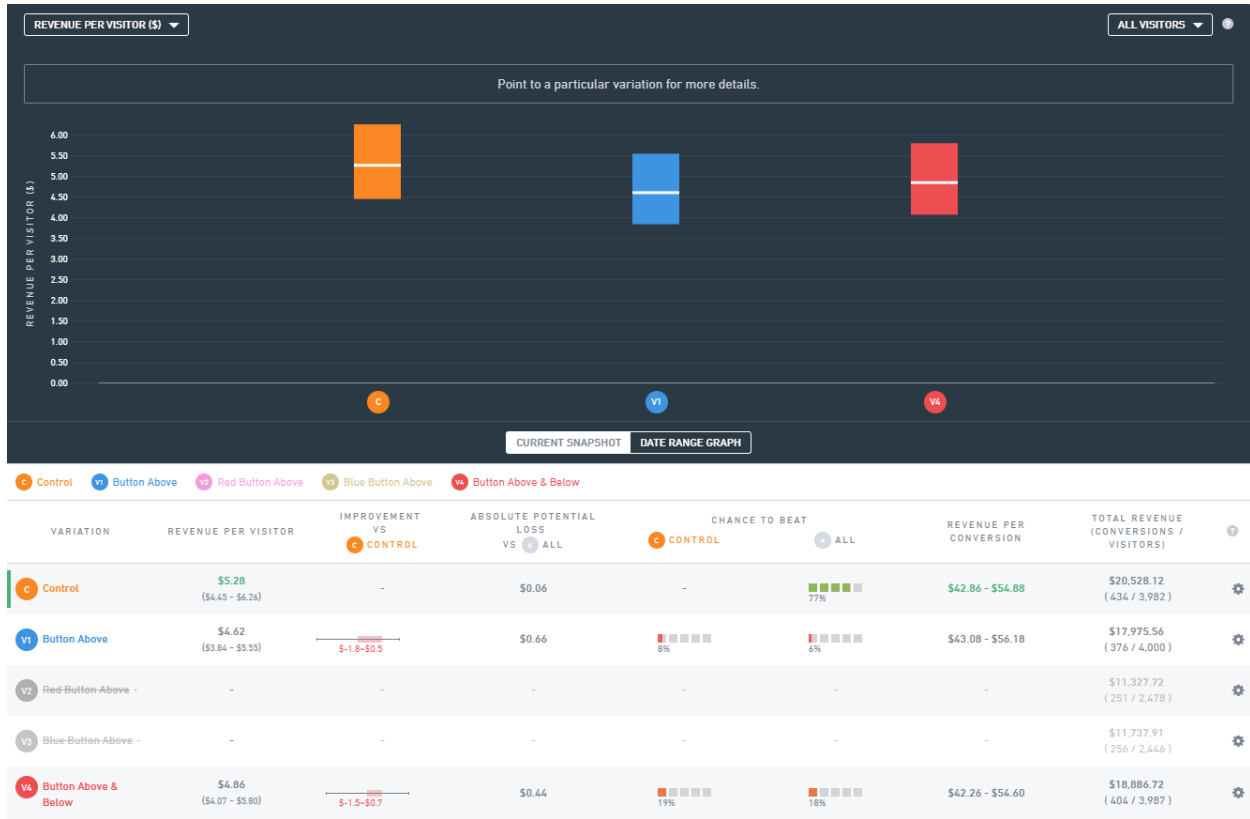 REVENUE PER VISITOR ($)
ALL VISITORS
?
Point to a particular variation for more details.
REVENUE PER VISITOR ($)
6.00
5.50
5.00
4.50
4.00
3.50
3.00
2.50
2.00
1.50
1.00
0.50
0.00
C V1 V4
CURRENT SNAPSHOT DATE RANGE GRAPH
C Control V1 Button Above V2 Red Button Above V3 Blue Button Above V4 Button Above & Below
VARIATION
REVENUE PER VISITOR
IMPROVEMENT
VS
C CONTROL
ABSOLUTE POTENTIAL
LOSS
VS A ALL
CHANCE TO BEAT
C CONTROL A ALL
REVENUE PER
CONVERSION
TOTAL REVENUE
(CONVERSIONS /
VISITORS)
?
C Control
$5.28
($4.45 - $6.26)
-
$0.06
-
77%
$42.86 - $54.88
$20,528.12
( 434 / 3,982 )
V1 Button Above
$4.62
($3.84 - $5.55)
$-1.8~$0.5
$0.66
8%
6%
$43.08 - $56.18
$17,975.56
( 376 / 4,000 )
V2 Red Button Above -
-
-
-
-
-
-
$11,327.72
( 251 / 2,478 )
V3 Blue Button Above -
-
-
-
-
-
-
$11,737.91
( 256 / 2,446 )
V4 Button Above &
Below
$4.86
($4.07 - $5.80)
$-1.5~$0.7
$0.44
19%
18%
$42.26 - $54.60
$18,886.72
( 404 / 3,987 )